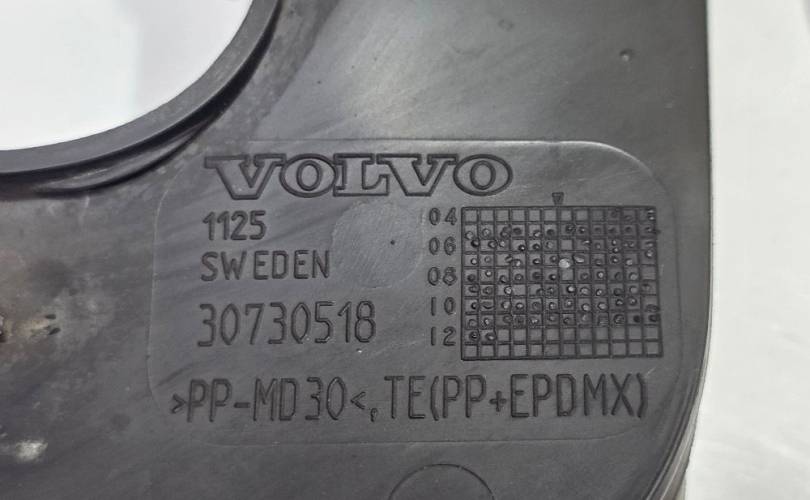 VOLVO
1125
SWEDEN
30730518
04
06
08
10
12
>PP-MD30<, TE(PP+EPDMX)